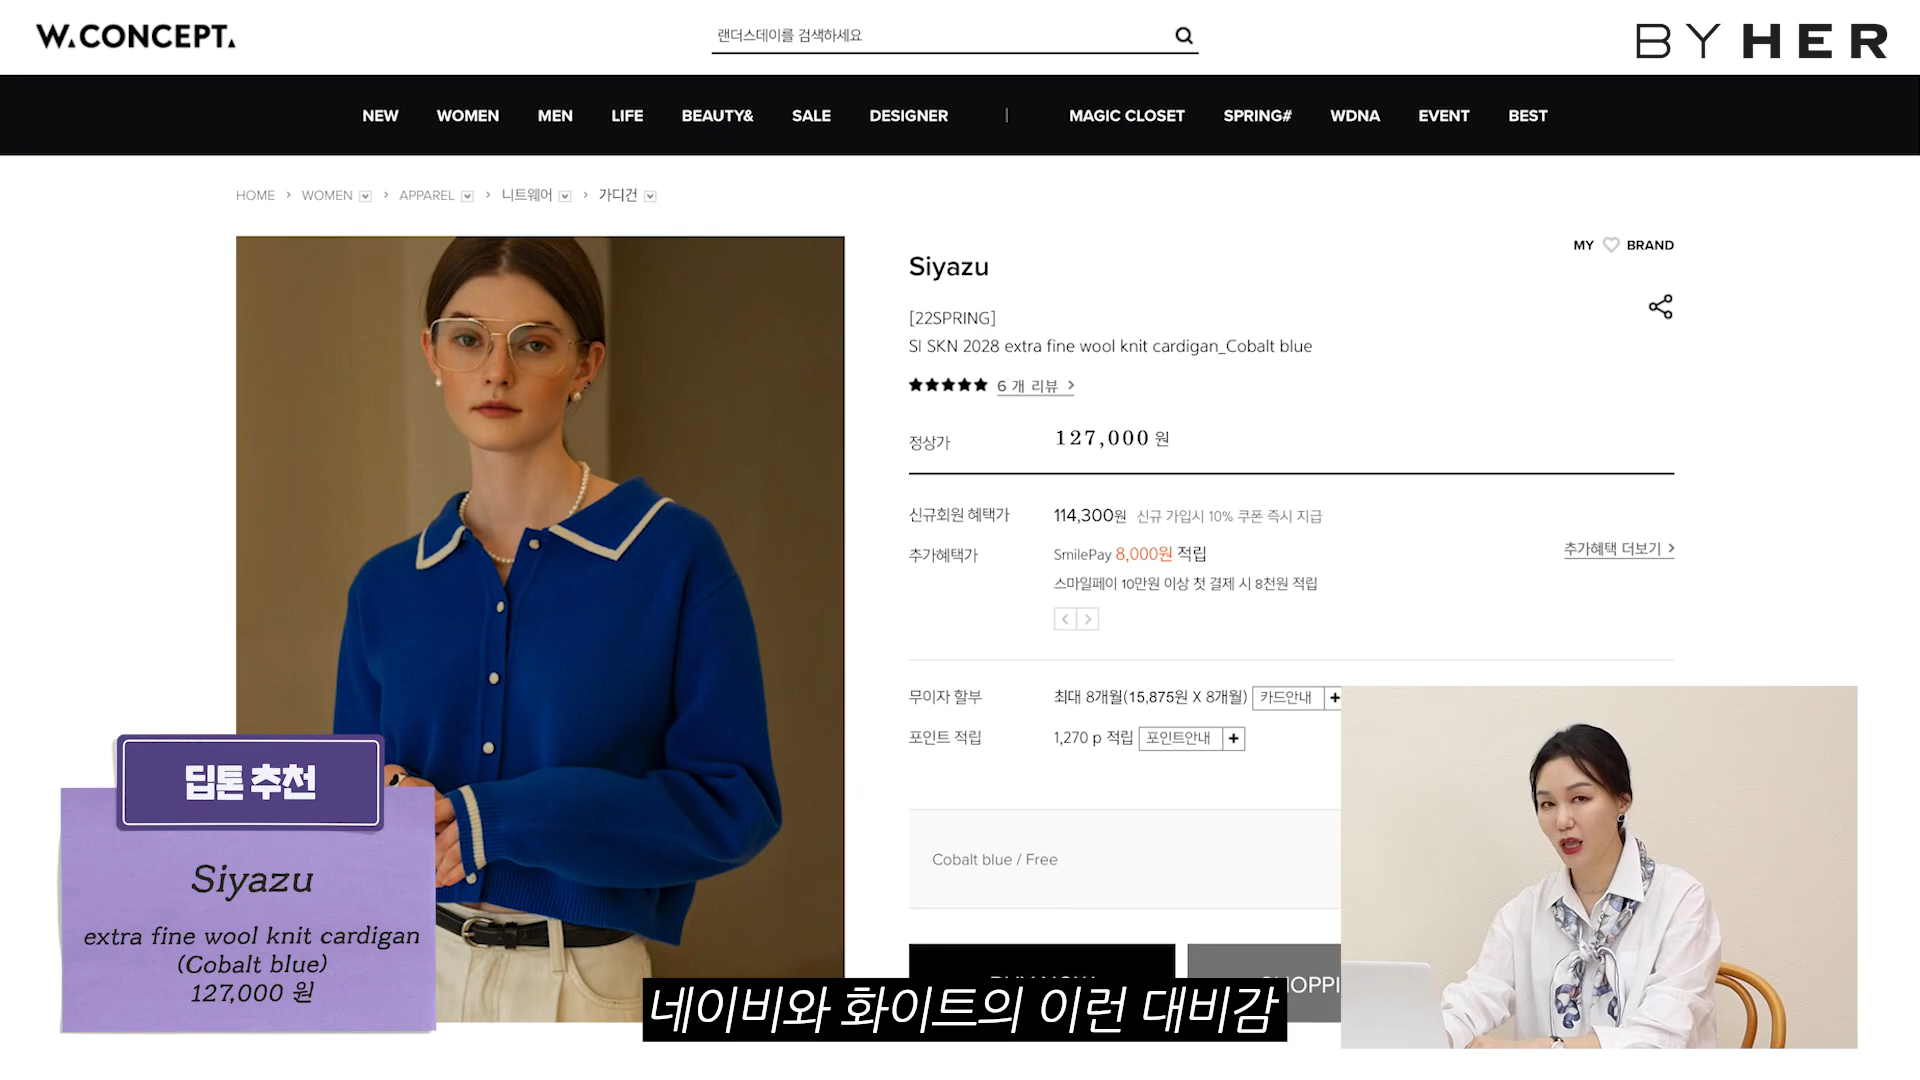 W.CONCEPT.
랜더스데이를 검색하세요
BY HER
NEW WOMEN MEN LIFE BEAUTY& SALE DESIGNER | MAGIC CLOSET SPRING# WDNA EVENT BEST
HOME > WOMEN > APPAREL > 니트웨어 > 가디건
MY BRAND
Siyazu
[22SPRING]
SI SKN 2028 extra fine wool knit cardigan_Cobalt blue
★★★★★ 6 개 리뷰 >
정상가 127,000 원
신규회원 혜택가 114,300원 신규 가입시 10% 쿠폰 즉시 지급
추가혜택가 SmilePay 8,000원 적립
추가혜택 더보기 >
스마일페이 10만원 이상 첫 결제 시 8천원 적립
무이자 할부 최대 8개월(15,875원 X 8개월) 카드안내 +
포인트 적립 1,270 p 적립 포인트안내 +
Cobalt blue / Free
딥톤 추천
Siyazu
extra fine wool knit cardigan
(Cobalt blue)
127,000 원
네이비와 화이트의 이런 대비감